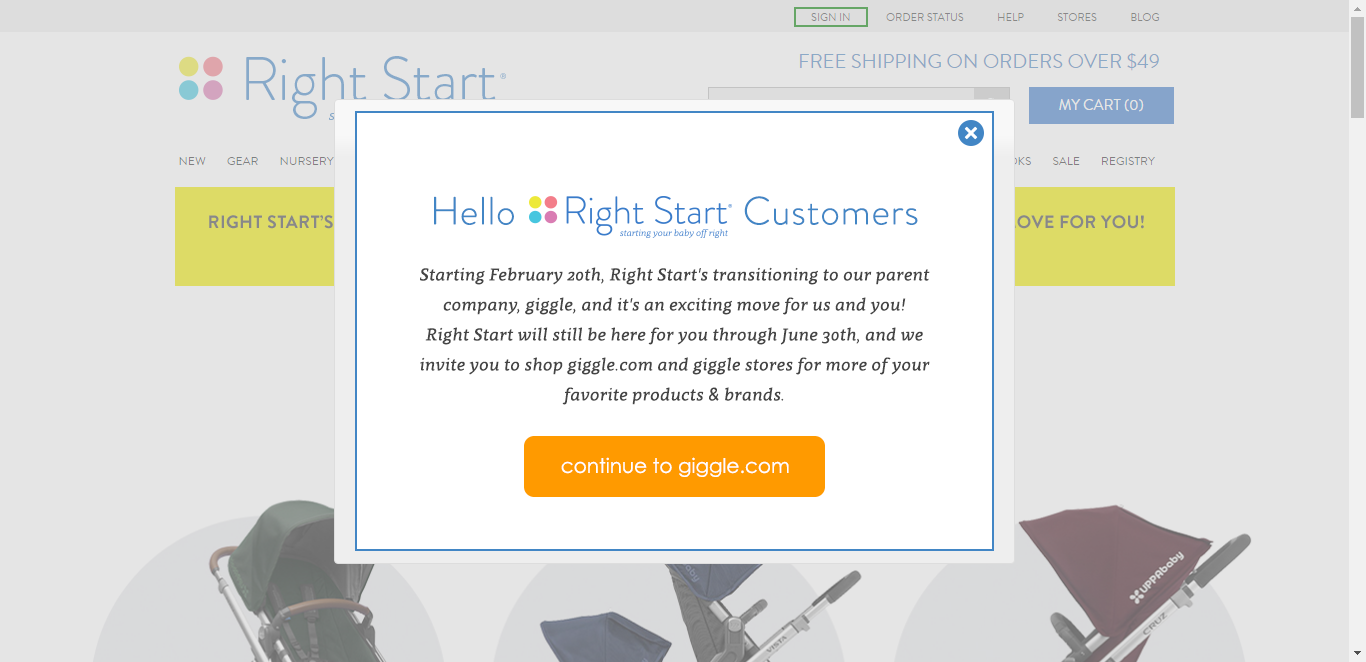 SIGN IN ORDER STATUS HELP STORES BLOG
FREE SHIPPING ON ORDERS OVER $49
Right Start®
MY CART (0)
NEW GEAR NURSERY SALE REGISTRY
RIGHT START'S MOVE FOR YOU!
Hello Right Start® Customers
starting your baby off right
Starting February 20th, Right Start's transitioning to our parent
company, giggle, and it's an exciting move for us and you!
Right Start will still be here for you through June 30th, and we
invite you to shop giggle.com and giggle stores for more of your
favorite products & brands.
continue to giggle.com
UPPAbaby
VISTA
CRUZ